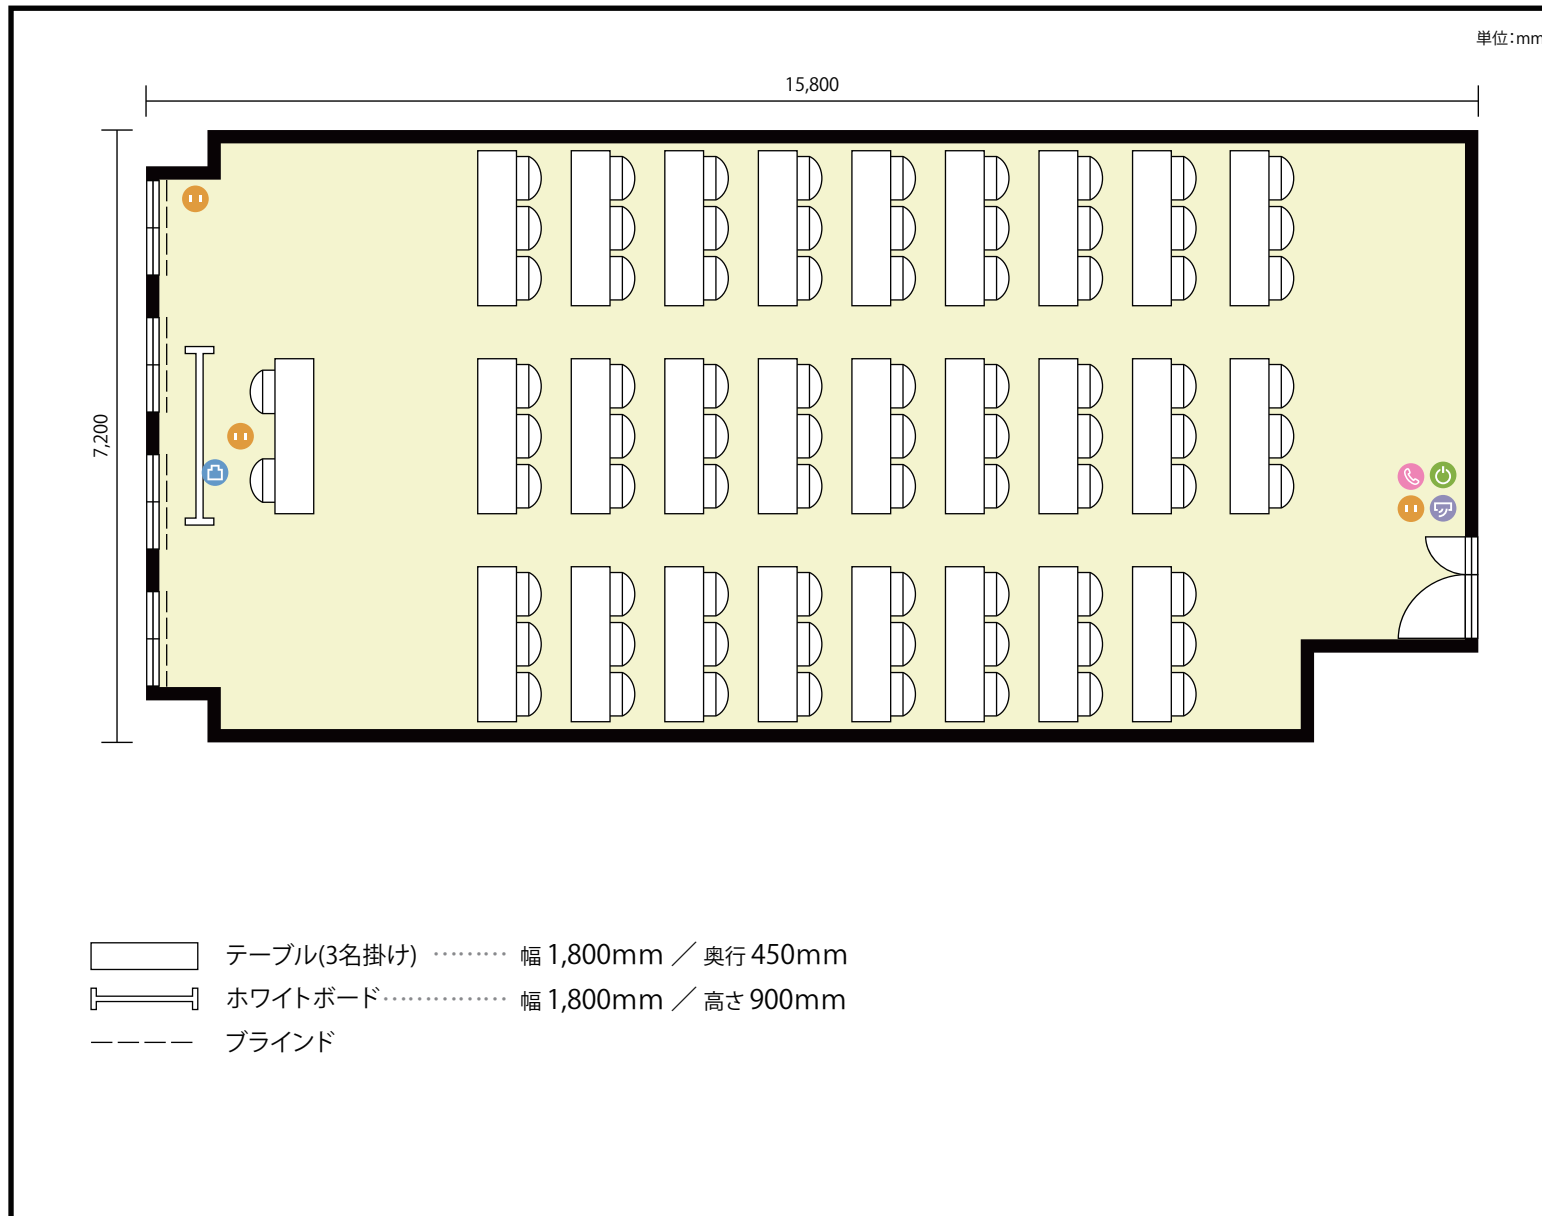 単位：mm
15,800
7,200
テーブル(3名掛け) ……… 幅 1,800mm ／ 奥行 450mm
ホワイトボード …………… 幅 1,800mm ／ 高さ 900mm
ブラインド